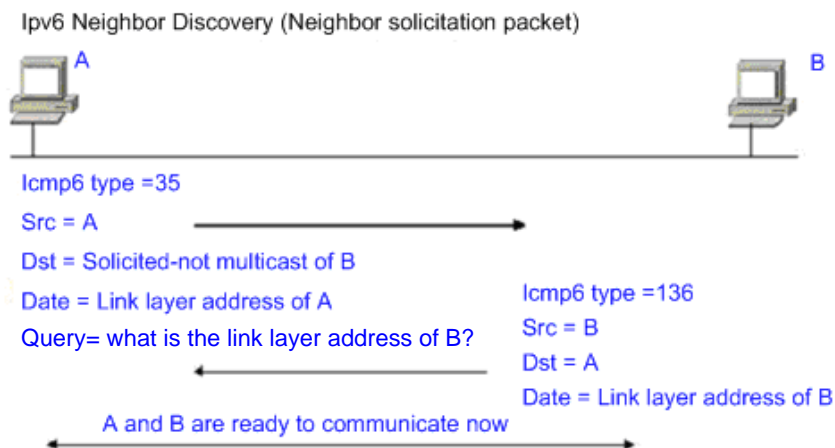 Ipv6 Neighbor Discovery (Neighbor solicitation packet)
A
B
Icmp6 type =35
Src = A
Dst = Solicited-not multicast of B
Date = Link layer address of A
Query= what is the link layer address of B?
Icmp6 type =136
Src = B
Dst = A
Date = Link layer address of B
A and B are ready to communicate now